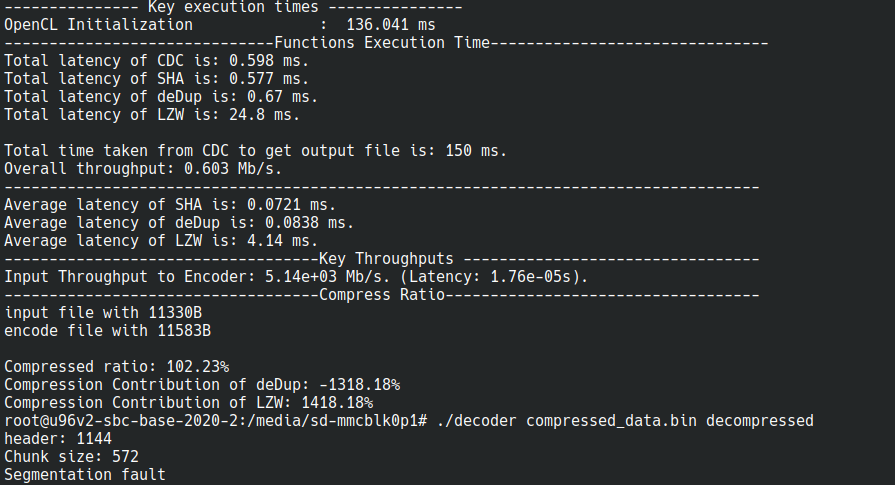 --------------- Key execution times ---------------
OpenCL Initialization              :  136.041 ms
------------------------------Functions Execution Time-------------------------------
Total latency of CDC is: 0.598 ms.
Total latency of SHA is: 0.577 ms.
Total latency of deDup is: 0.67 ms.
Total latency of LZW is: 24.8 ms.

Total time taken from CDC to get output file is: 150 ms.
Overall throughput: 0.603 Mb/s.
------------------------------------------------------------------------------------
Average latency of SHA is: 0.0721 ms.
Average latency of deDup is: 0.0838 ms.
Average latency of LZW is: 4.14 ms.
-----------------------------------Key Throughputs ---------------------------------
Input Throughput to Encoder: 5.14e+03 Mb/s. (Latency: 1.76e-05s).
-----------------------------------Compress Ratio-----------------------------------
input file with 11330B
encode file with 11583B

Compressed ratio: 102.23%
Compression Contribution of deDup: -1318.18%
Compression Contribution of LZW: 1418.18%
root@u96v2-sbc-base-2020-2:/media/sd-mmcblk0p1# ./decoder compressed_data.bin decompressed
header: 1144
Chunk size: 572
Segmentation fault